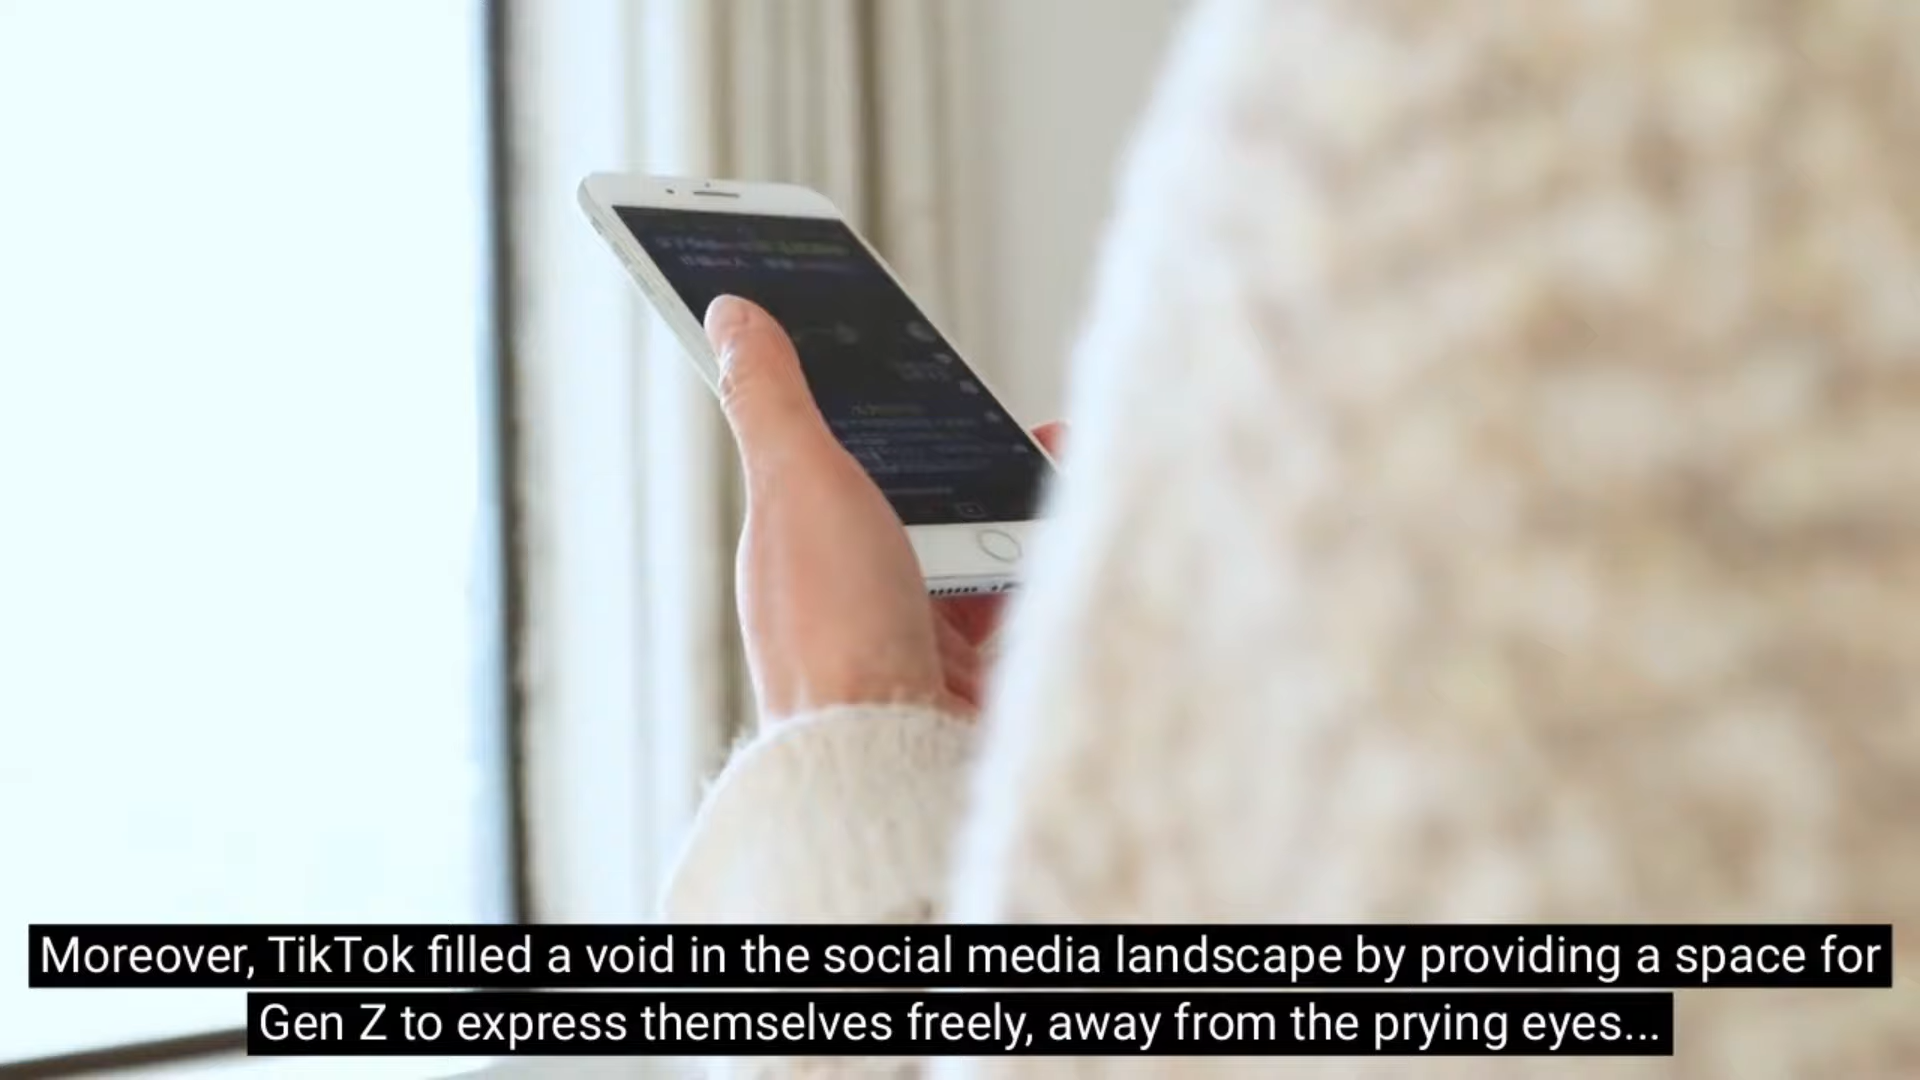 Moreover, TikTok filled a void in the social media landscape by providing a space for
Gen Z to express themselves freely, away from the prying eyes...